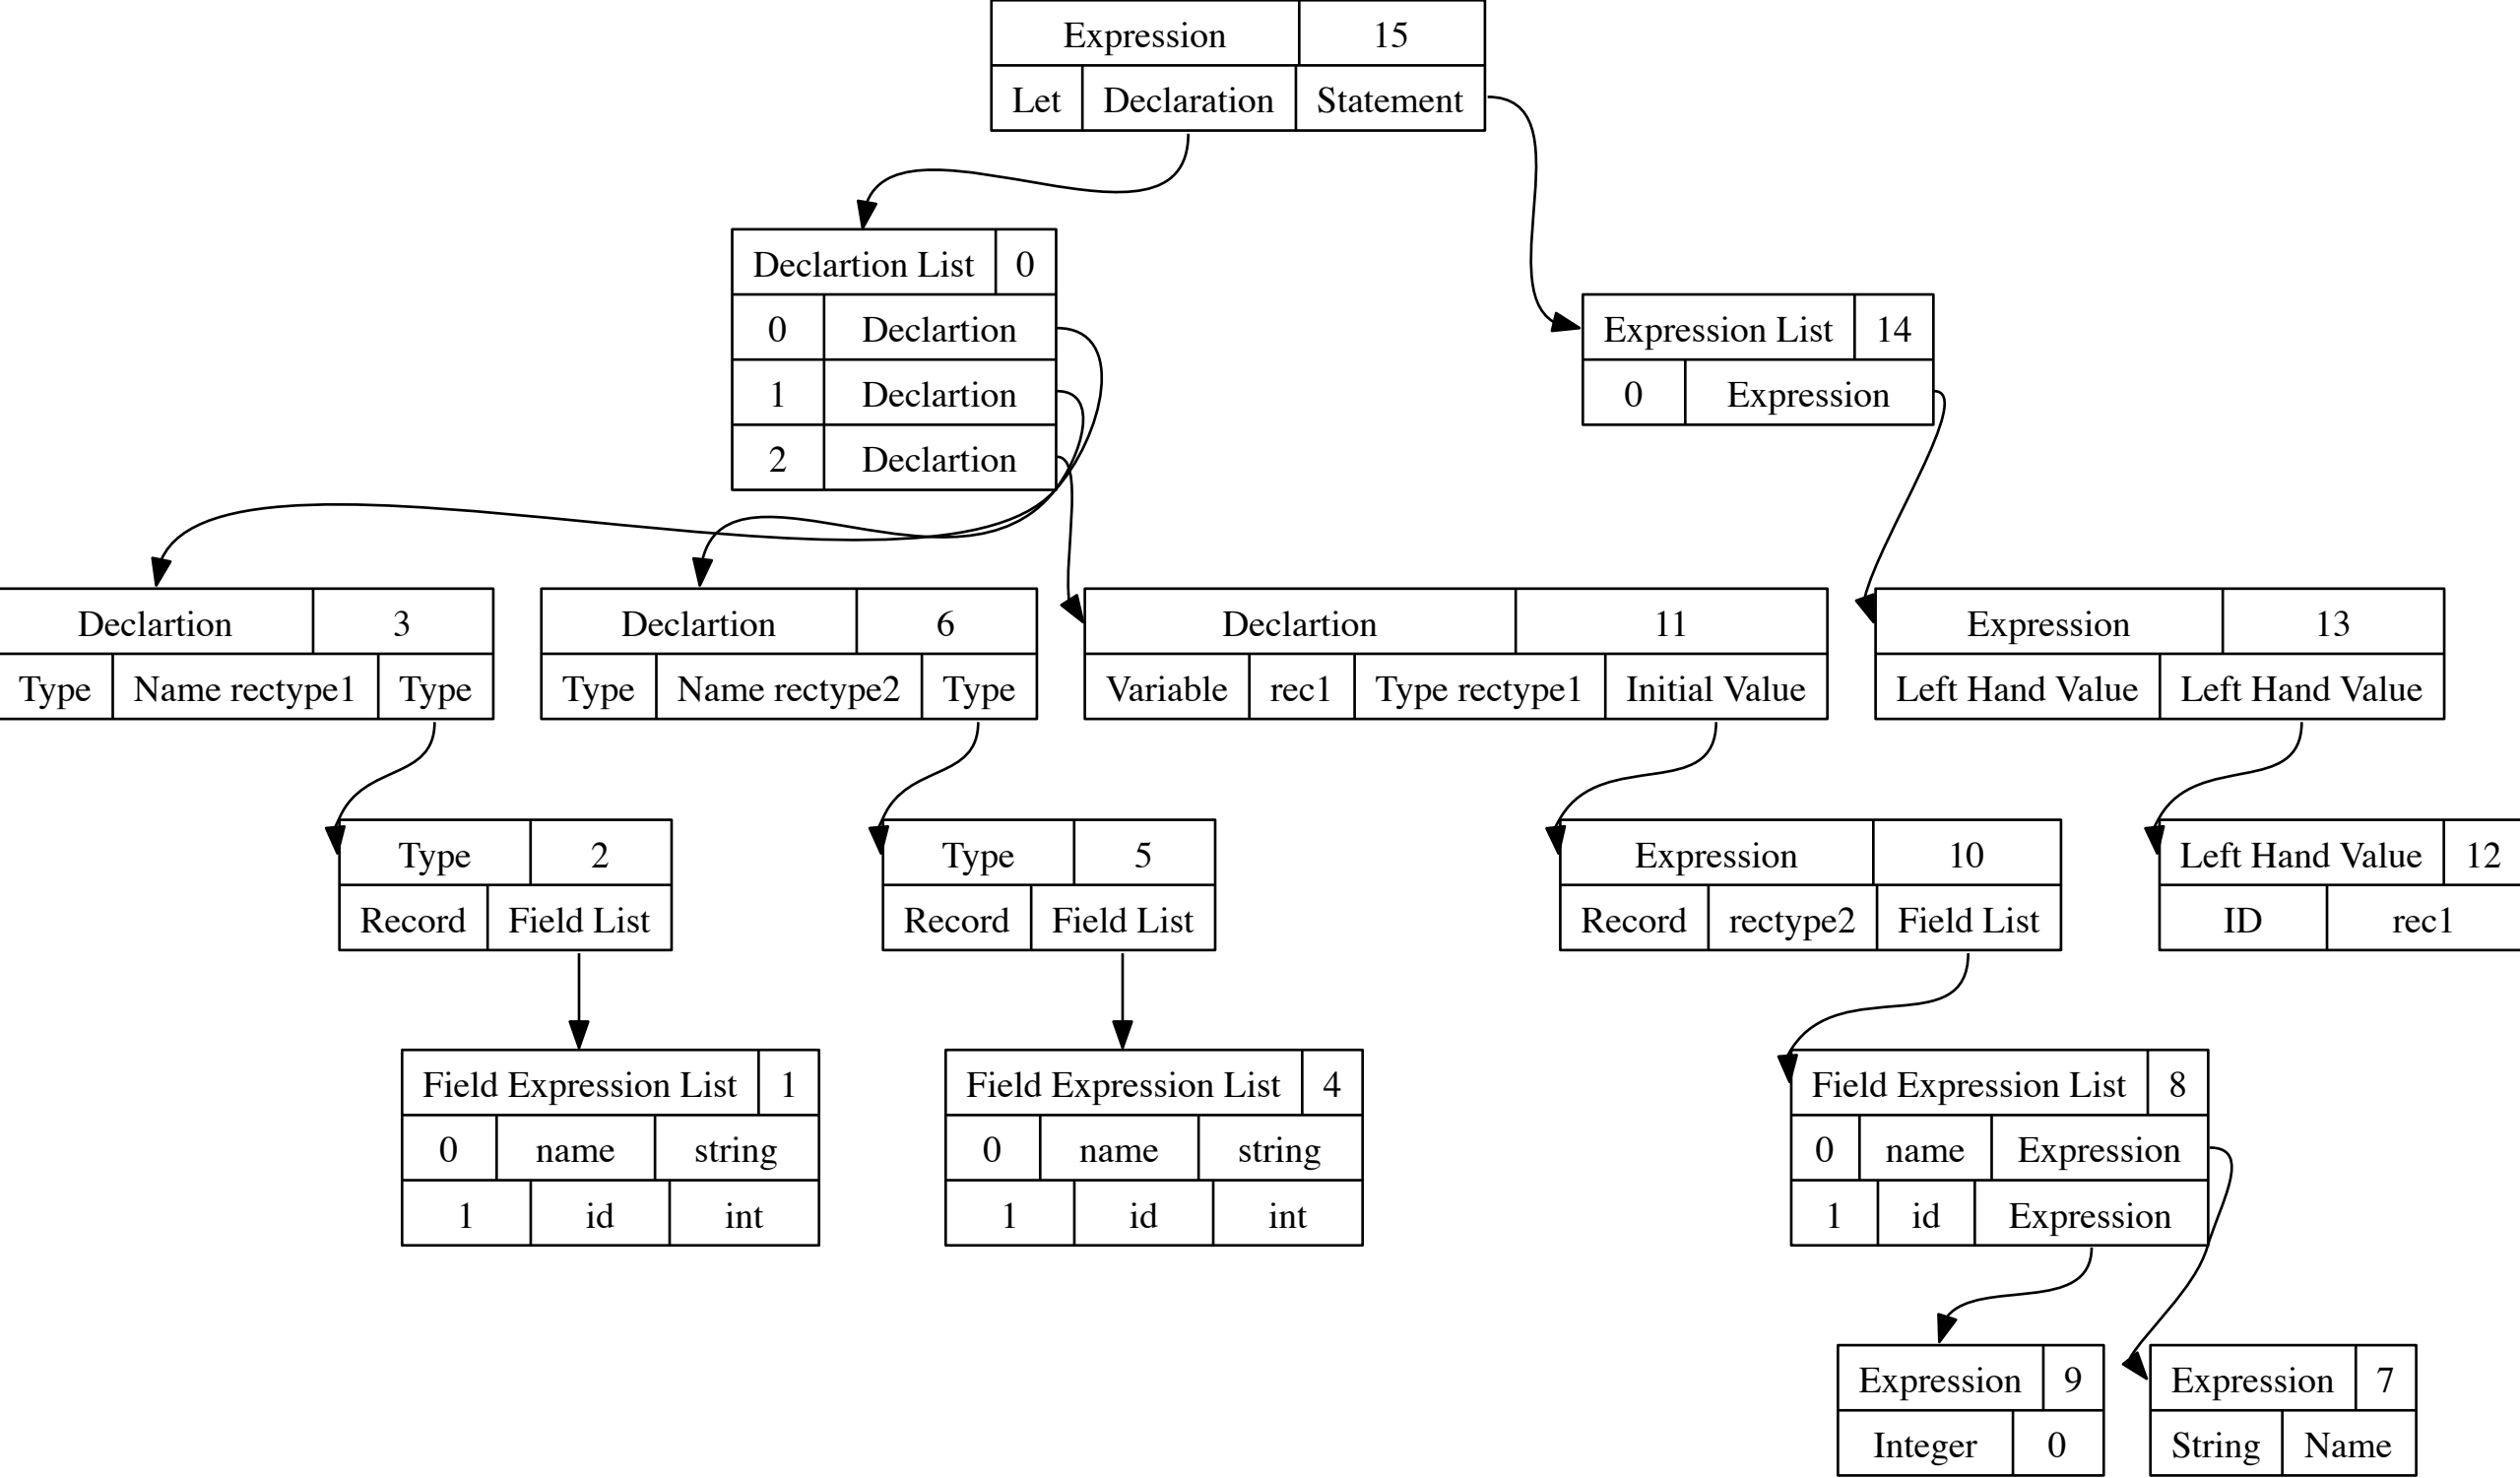 Expression 15
Let Declaration Statement
Declartion List 0
0 Declartion
1 Declartion
2 Declartion
Expression List 14
0 Expression
Declartion 3
Type Name rectype1 Type
Declartion 6
Type Name rectype2 Type
Declartion 11
Variable rec1 Type rectype1 Initial Value
Expression 13
Left Hand Value Left Hand Value
Type 2
Record Field List
Type 5
Record Field List
Expression 10
Record rectype2 Field List
Left Hand Value 12
ID rec1
Field Expression List 1
0 name string
1 id int
Field Expression List 4
0 name string
1 id int
Field Expression List 8
0 name Expression
1 id Expression
Expression 9
Integer 0
Expression 7
String Name